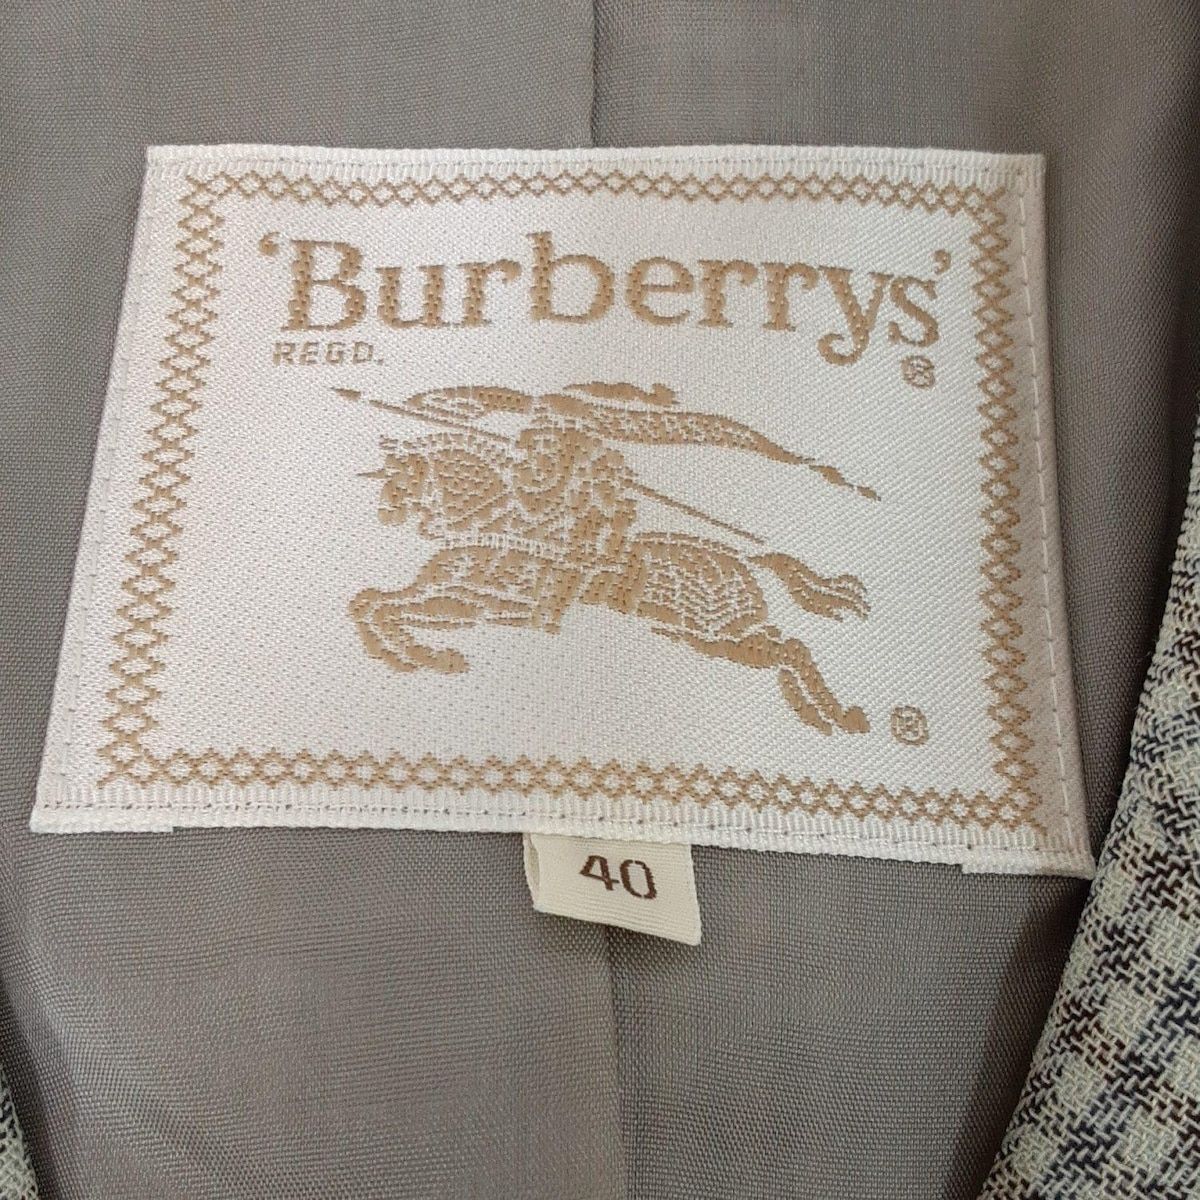 ‘Burberrys’
REGD. ®
®
40